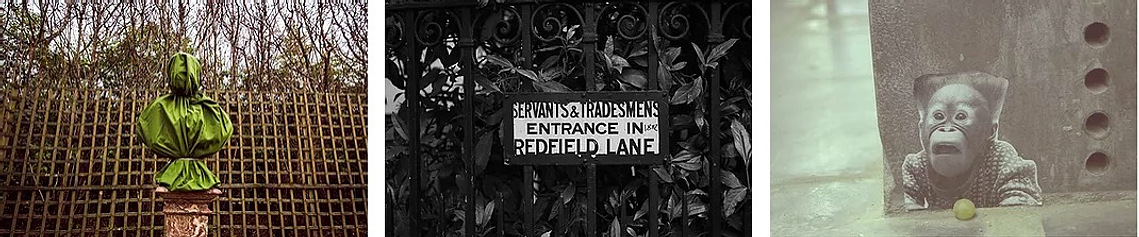 SERVANTS & TRADESMENS
ENTRANCE IN
REDFIELD LANE.